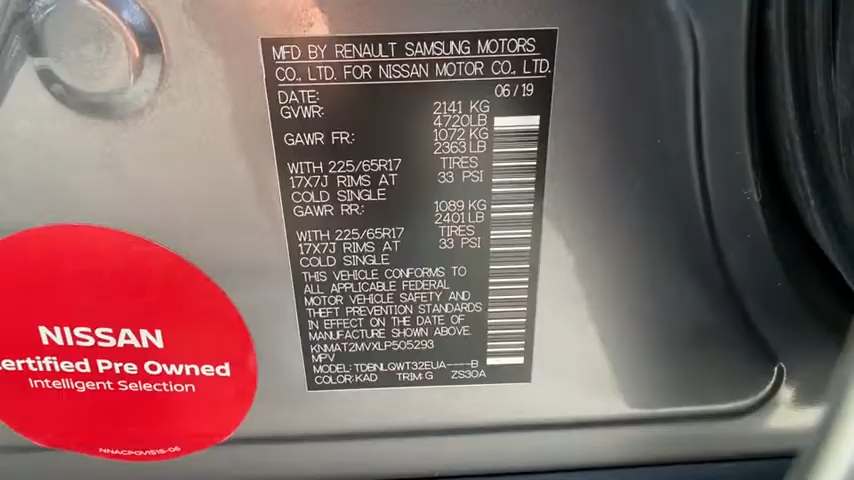 MFD BY RENAULT SAMSUNG MOTORS
CO., LTD. FOR NISSAN MOTOR CO., LTD.
DATE: 06/19
GVWR: 2141 KG
4720LB
GAWR FR: 1072 KG
2363 LB
WITH 225/65R17 TIRES
17X7J RIMS AT 33 PSI
COLD SINGLE
GAWR RR: 1089 KG
2401 LB
WITH 225/65R17 TIRES
17X7J RIMS AT 33 PSI
COLD SINGLE
THIS VEHICLE CONFORMS TO
ALL APPLICABLE FEDERAL
MOTOR VEHICLE SAFETY AND
THEFT PREVENTION STANDARDS
IN EFFECT ON THE DATE OF
MANUFACTURE SHOWN ABOVE.
KNMAT2MVXLP505293
MPV
MODEL: TDBNLQWT32EUA----B
COLOR: KAD TRIM: G ZS30A
NISSAN
ertified Pre Owned
Intelligent Selection